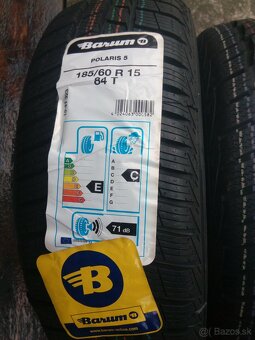 Barum
POLARIS 5
185/60 R 15
84 T
A
B
C
D
E
F
G
E
A
B
C
D
E
F
G
C
71 dB
B
Barum
Bazos.sk